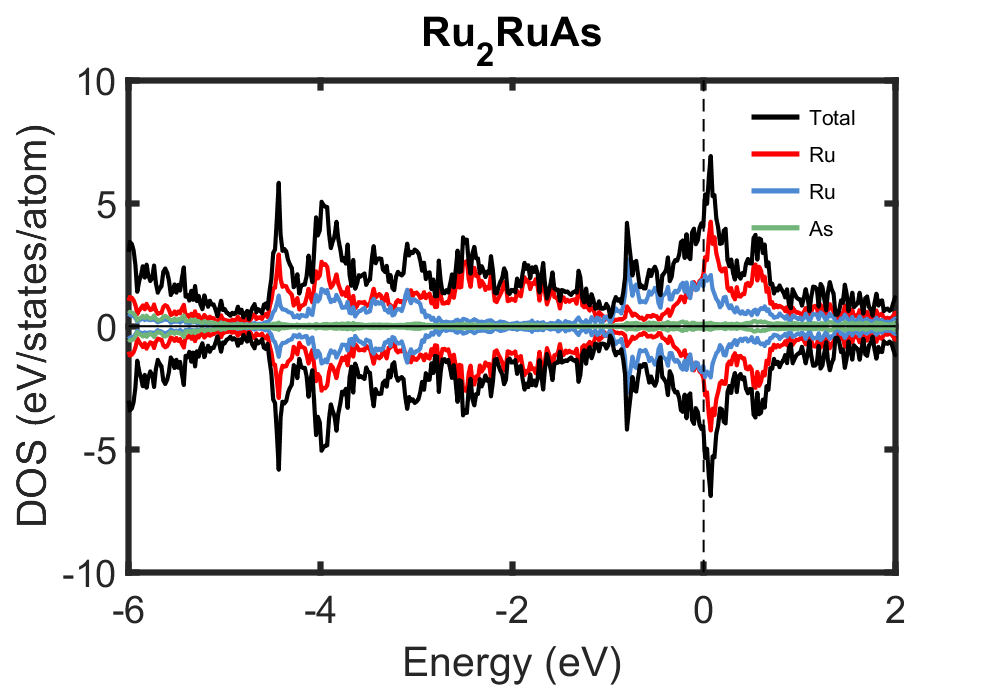 Ru₂RuAs
DOS (eV/states/atom)
10
5
0
-5
-10
Total
Ru
Ru
As
-6 -4 -2 0 2
Energy (eV)